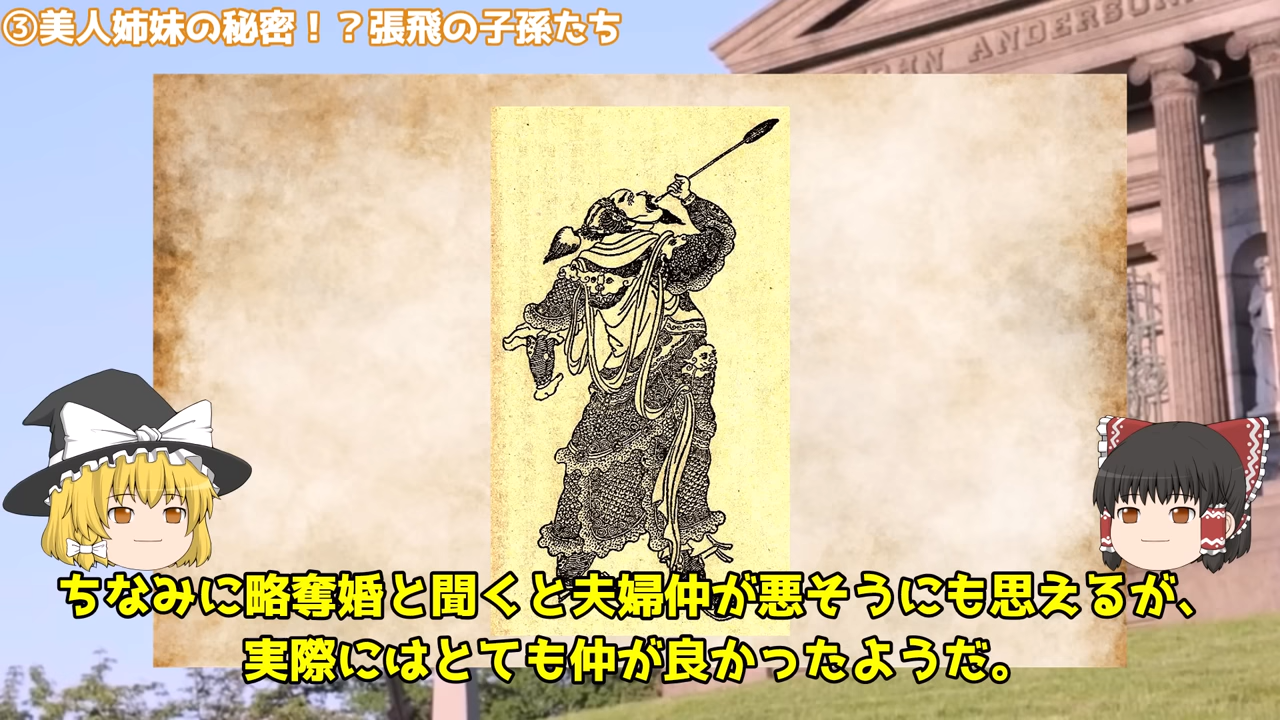 ③美人姉妹の秘密！？張飛の子孫たち
ANDERSON
ちなみに略奪婚と聞くと夫婦仲が悪そうにも思えるが、
実際にはとても仲が良かったようだ。